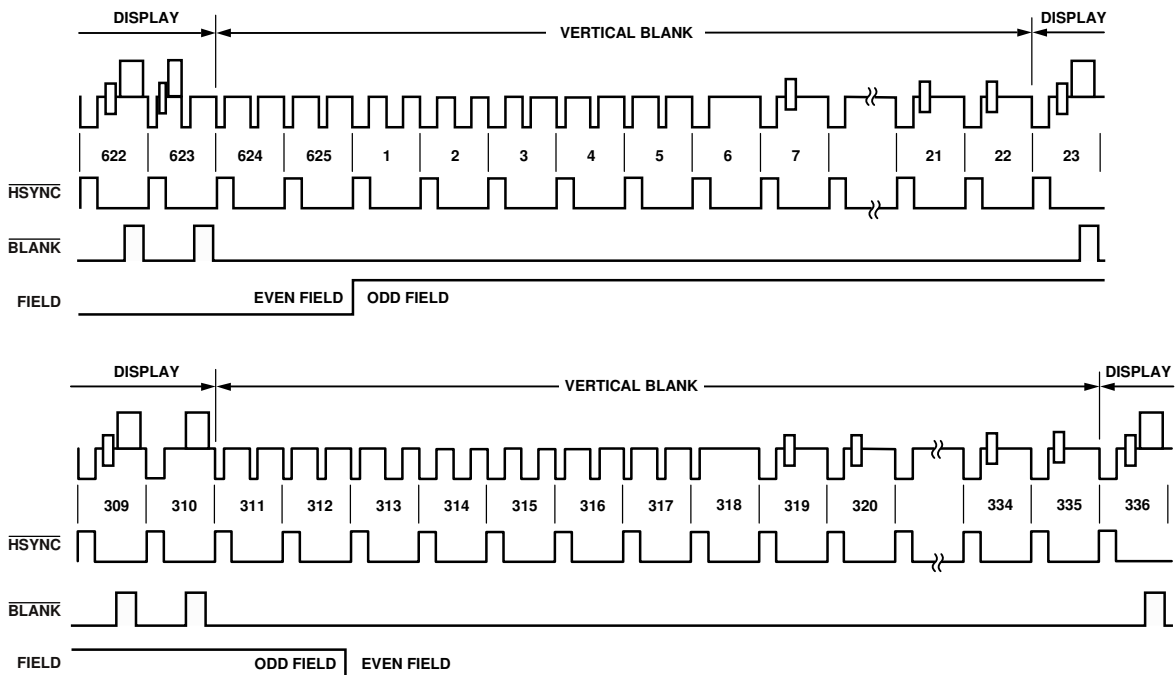 DISPLAY VERTICAL BLANK DISPLAY
622 623 624 625 1 2 3 4 5 6 7 21 22 23
HSYNC
BLANK
EVEN FIELD ODD FIELD
FIELD
DISPLAY VERTICAL BLANK DISPLAY
309 310 311 312 313 314 315 316 317 318 319 320 334 335 336
HSYNC
BLANK
FIELD ODD FIELD EVEN FIELD